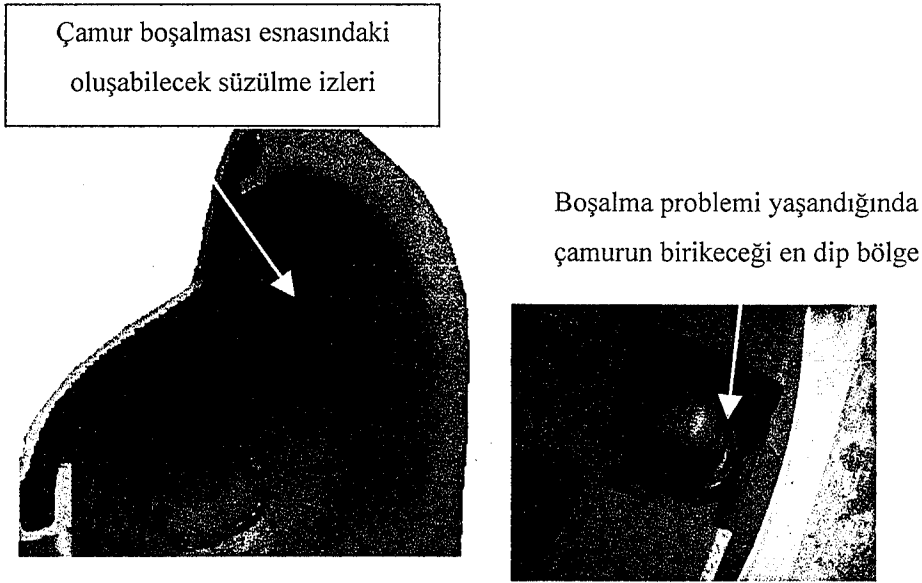 Çamur boşalması esnasındaki
oluşabilecek süzülme izleri
Boşalma problemi yaşandığında
çamurun birikeceği en dip bölge